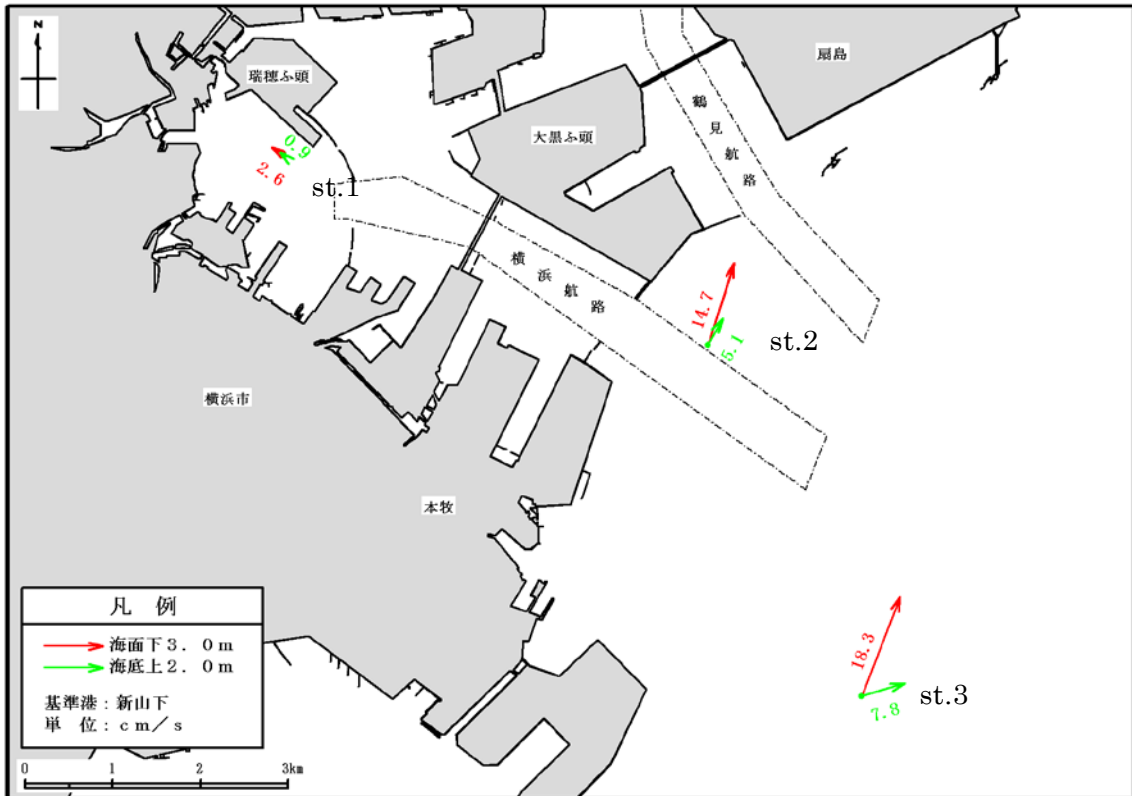 N
扇島
瑞穂ふ頭
大黒ふ頭
鶴見航路
0.9
2.6
st.1
横浜航路
14.7
5.1
st.2
横浜市
本牧
凡 例
海面下3.0m
海底上2.0m
基準港:新山下
単 位:cm/s
18.3
7.8
st.3
0 1 2 3km